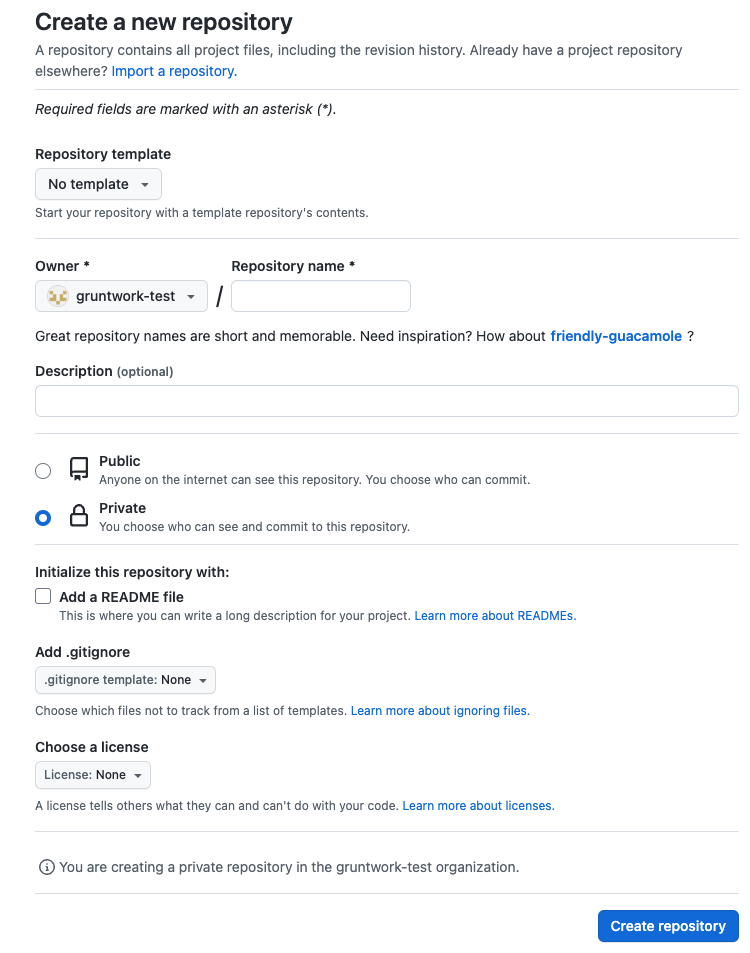 Create a new repository
A repository contains all project files, including the revision history. Already have a project repository
elsewhere? Import a repository.
Required fields are marked with an asterisk (*).
Repository template
No template
Start your repository with a template repository's contents.
Owner * Repository name *
gruntwork-test /
Great repository names are short and memorable. Need inspiration? How about friendly-guacamole ?
Description (optional)
Public
Anyone on the internet can see this repository. You choose who can commit.
Private
You choose who can see and commit to this repository.
Initialize this repository with:
Add a README file
This is where you can write a long description for your project. Learn more about READMEs.
Add .gitignore
.gitignore template: None
Choose which files not to track from a list of templates. Learn more about ignoring files.
Choose a license
License: None
A license tells others what they can and can't do with your code. Learn more about licenses.
You are creating a private repository in the gruntwork-test organization.
Create repository